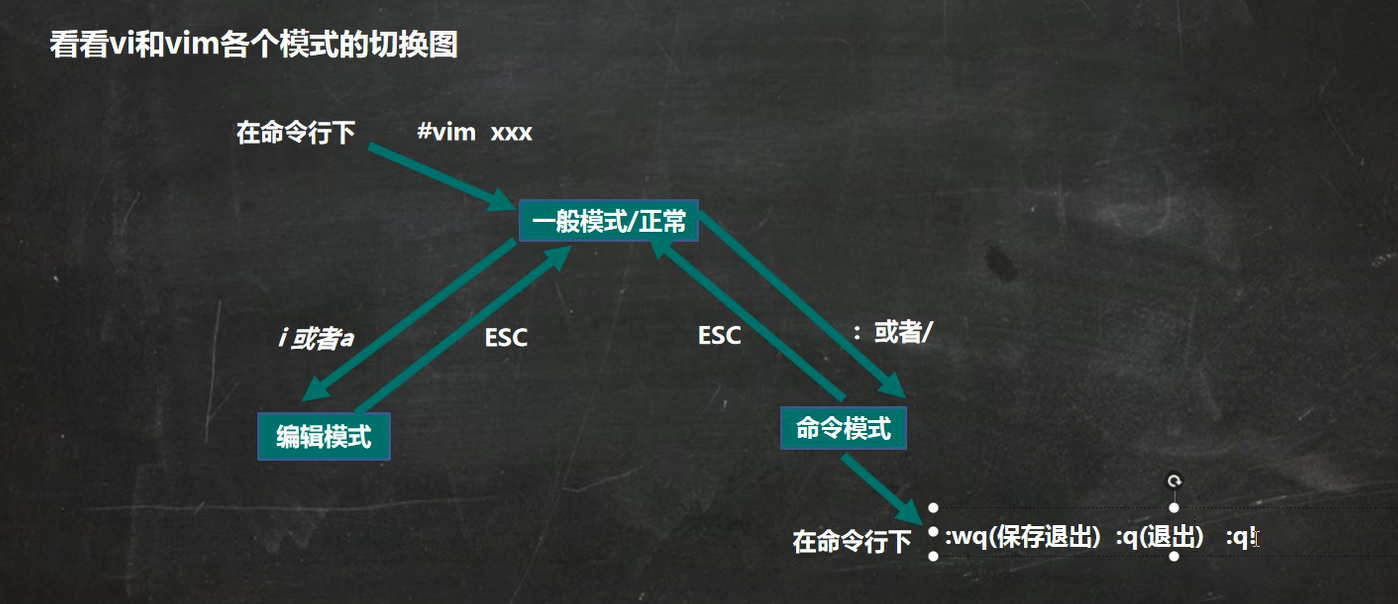 看看vi和vim各个模式的切换图
在命令行下 #vim xxx
一般模式/正常
i 或者a
ESC
ESC
: 或者/
编辑模式
命令模式
在命令行下
:wq(保存退出) :q(退出) :q!